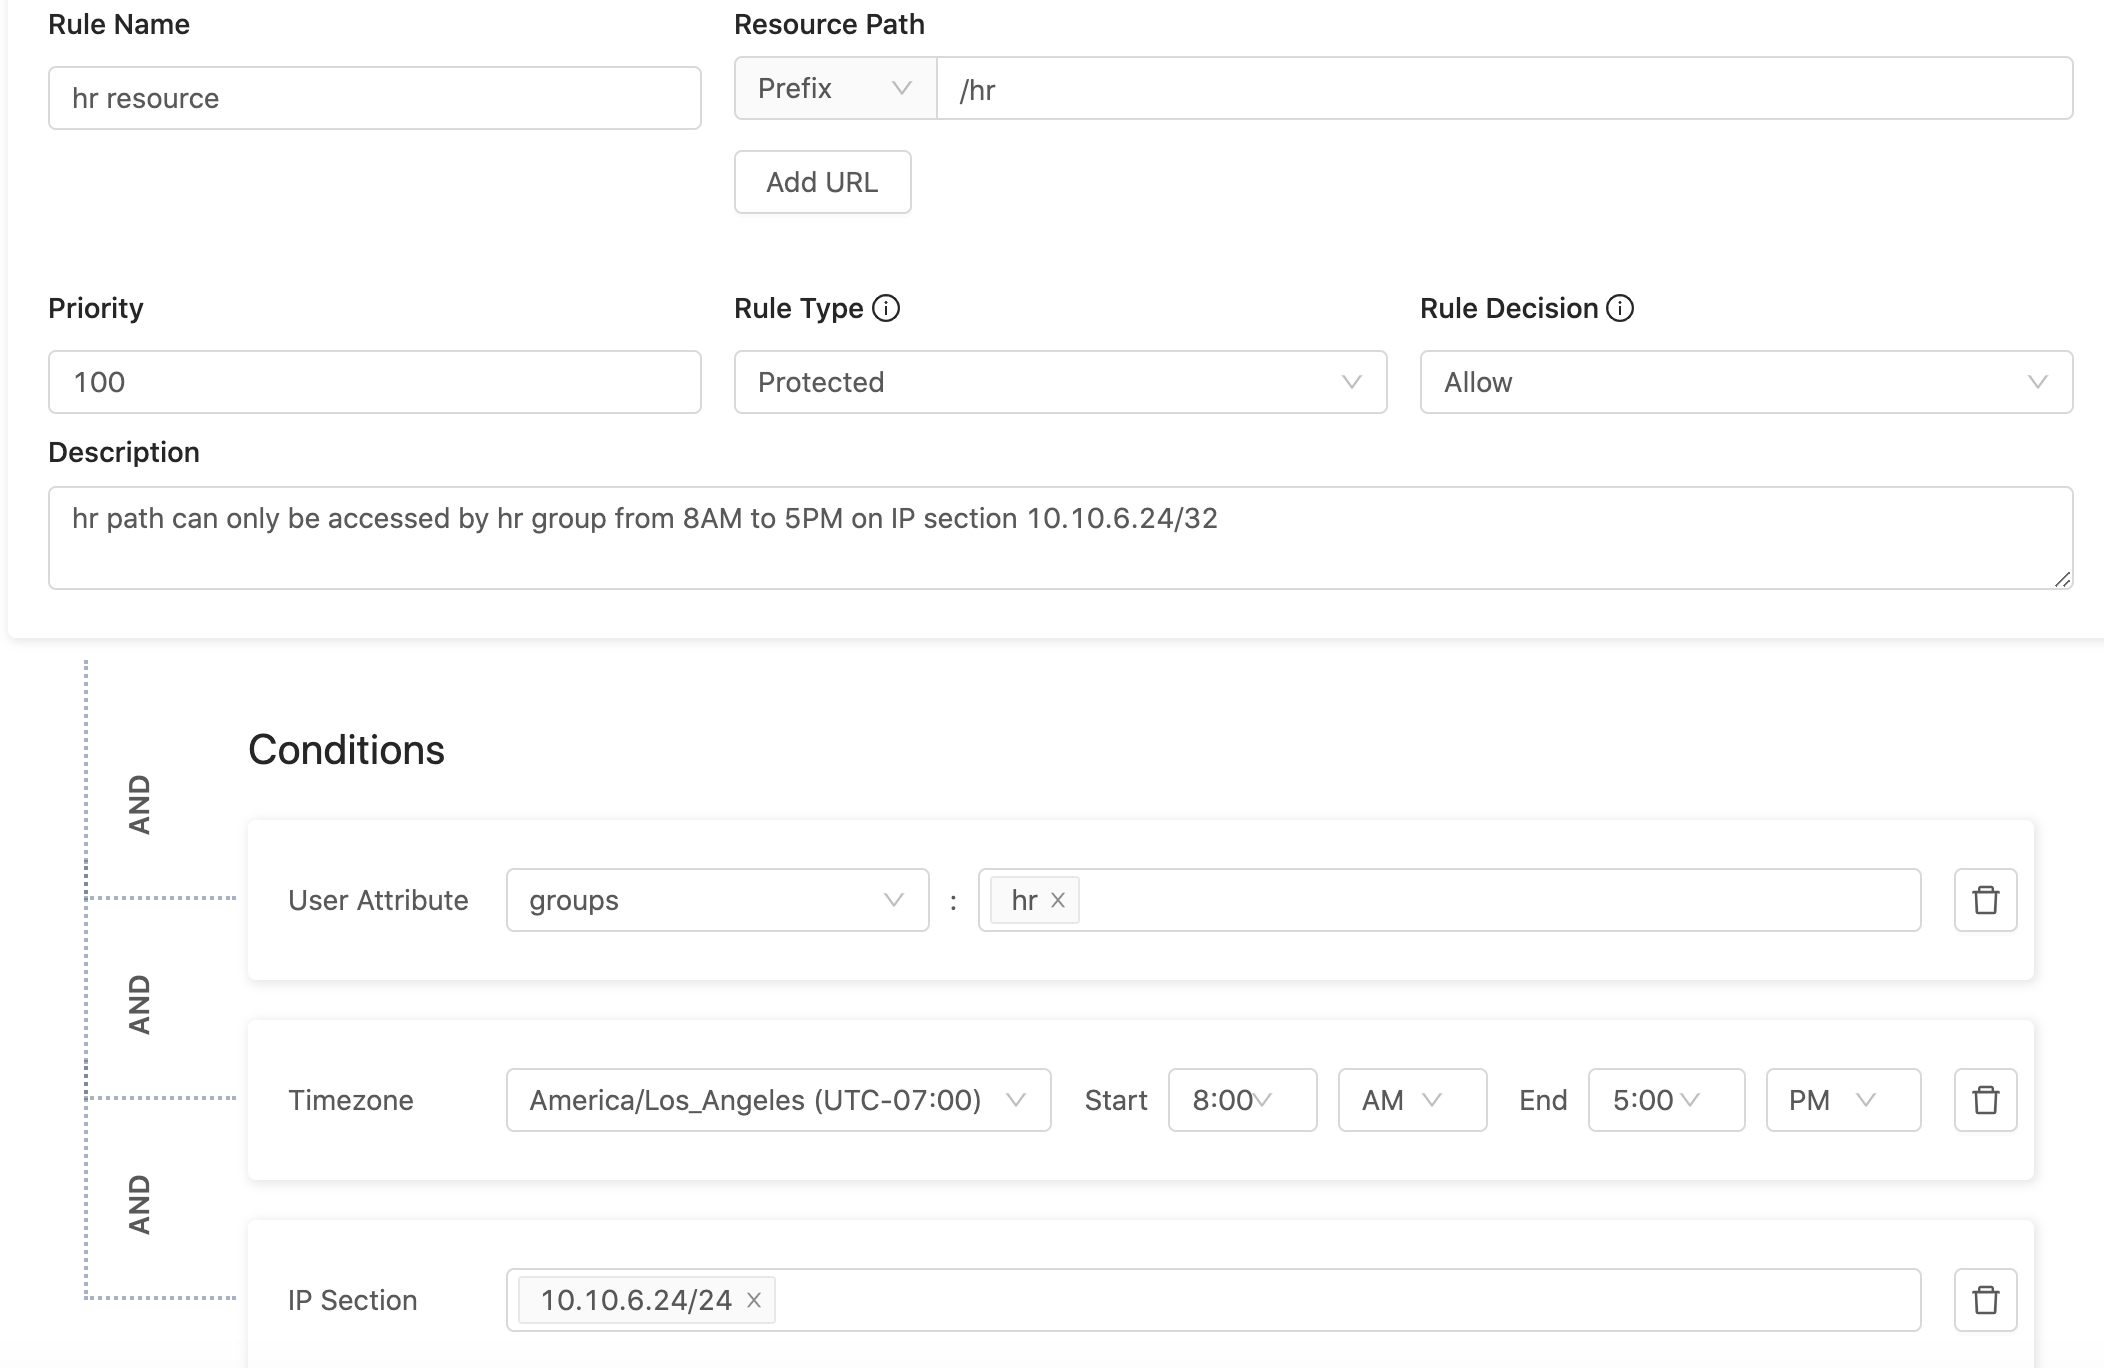 Rule Name
Resource Path
hr resource
Prefix
/hr
Add URL
Priority
Rule Type
Rule Decision
100
Protected
Allow
Description
hr path can only be accessed by hr group from 8AM to 5PM on IP section 10.10.6.24/32
Conditions
AND
User Attribute groups : hr
AND
Timezone America/Los_Angeles (UTC-07:00) Start 8:00 AM End 5:00 PM
AND
IP Section 10.10.6.24/24